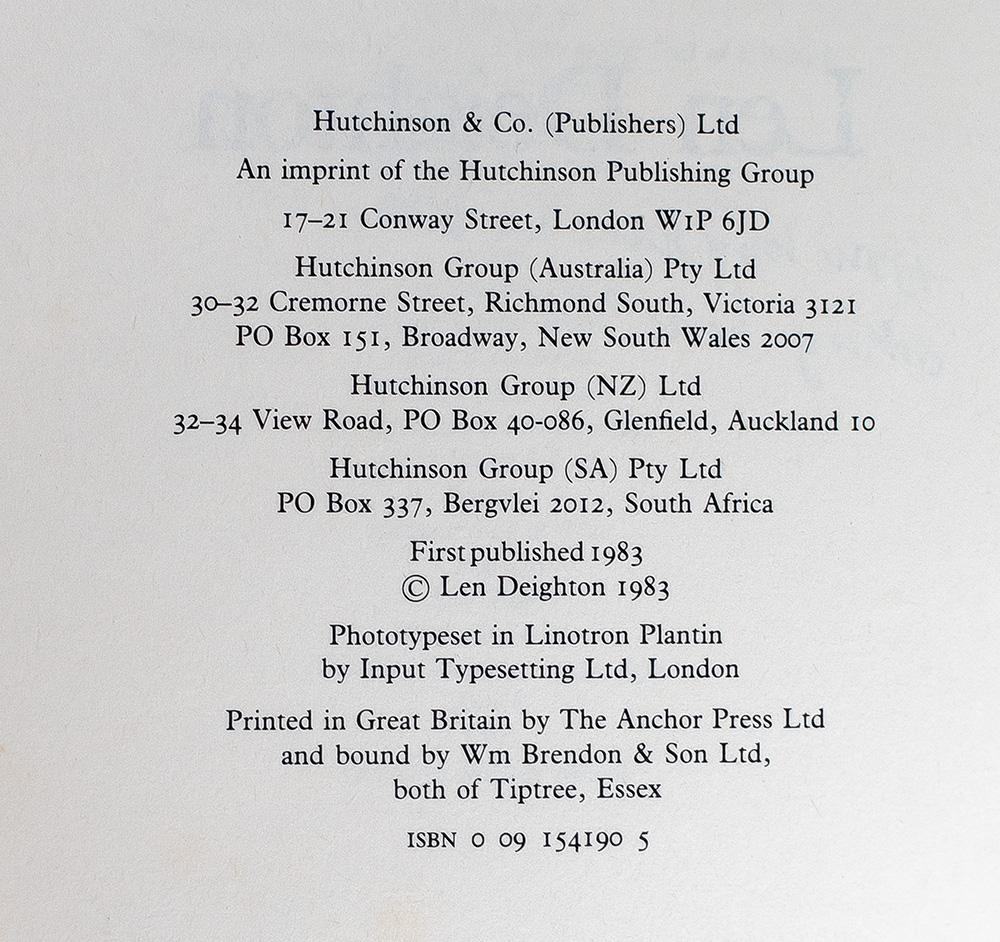 Hutchinson & Co. (Publishers) Ltd
An imprint of the Hutchinson Publishing Group
17–21 Conway Street, London W1P 6JD
Hutchinson Group (Australia) Pty Ltd
30–32 Cremorne Street, Richmond South, Victoria 3121
PO Box 151, Broadway, New South Wales 2007
Hutchinson Group (NZ) Ltd
32–34 View Road, PO Box 40-086, Glenfield, Auckland 10
Hutchinson Group (SA) Pty Ltd
PO Box 337, Bergvlei 2012, South Africa
First published 1983
© Len Deighton 1983
Phototypeset in Linotron Plantin
by Input Typesetting Ltd, London
Printed in Great Britain by The Anchor Press Ltd
and bound by Wm Brendon & Son Ltd,
both of Tiptree, Essex
ISBN 0 09 154190 5